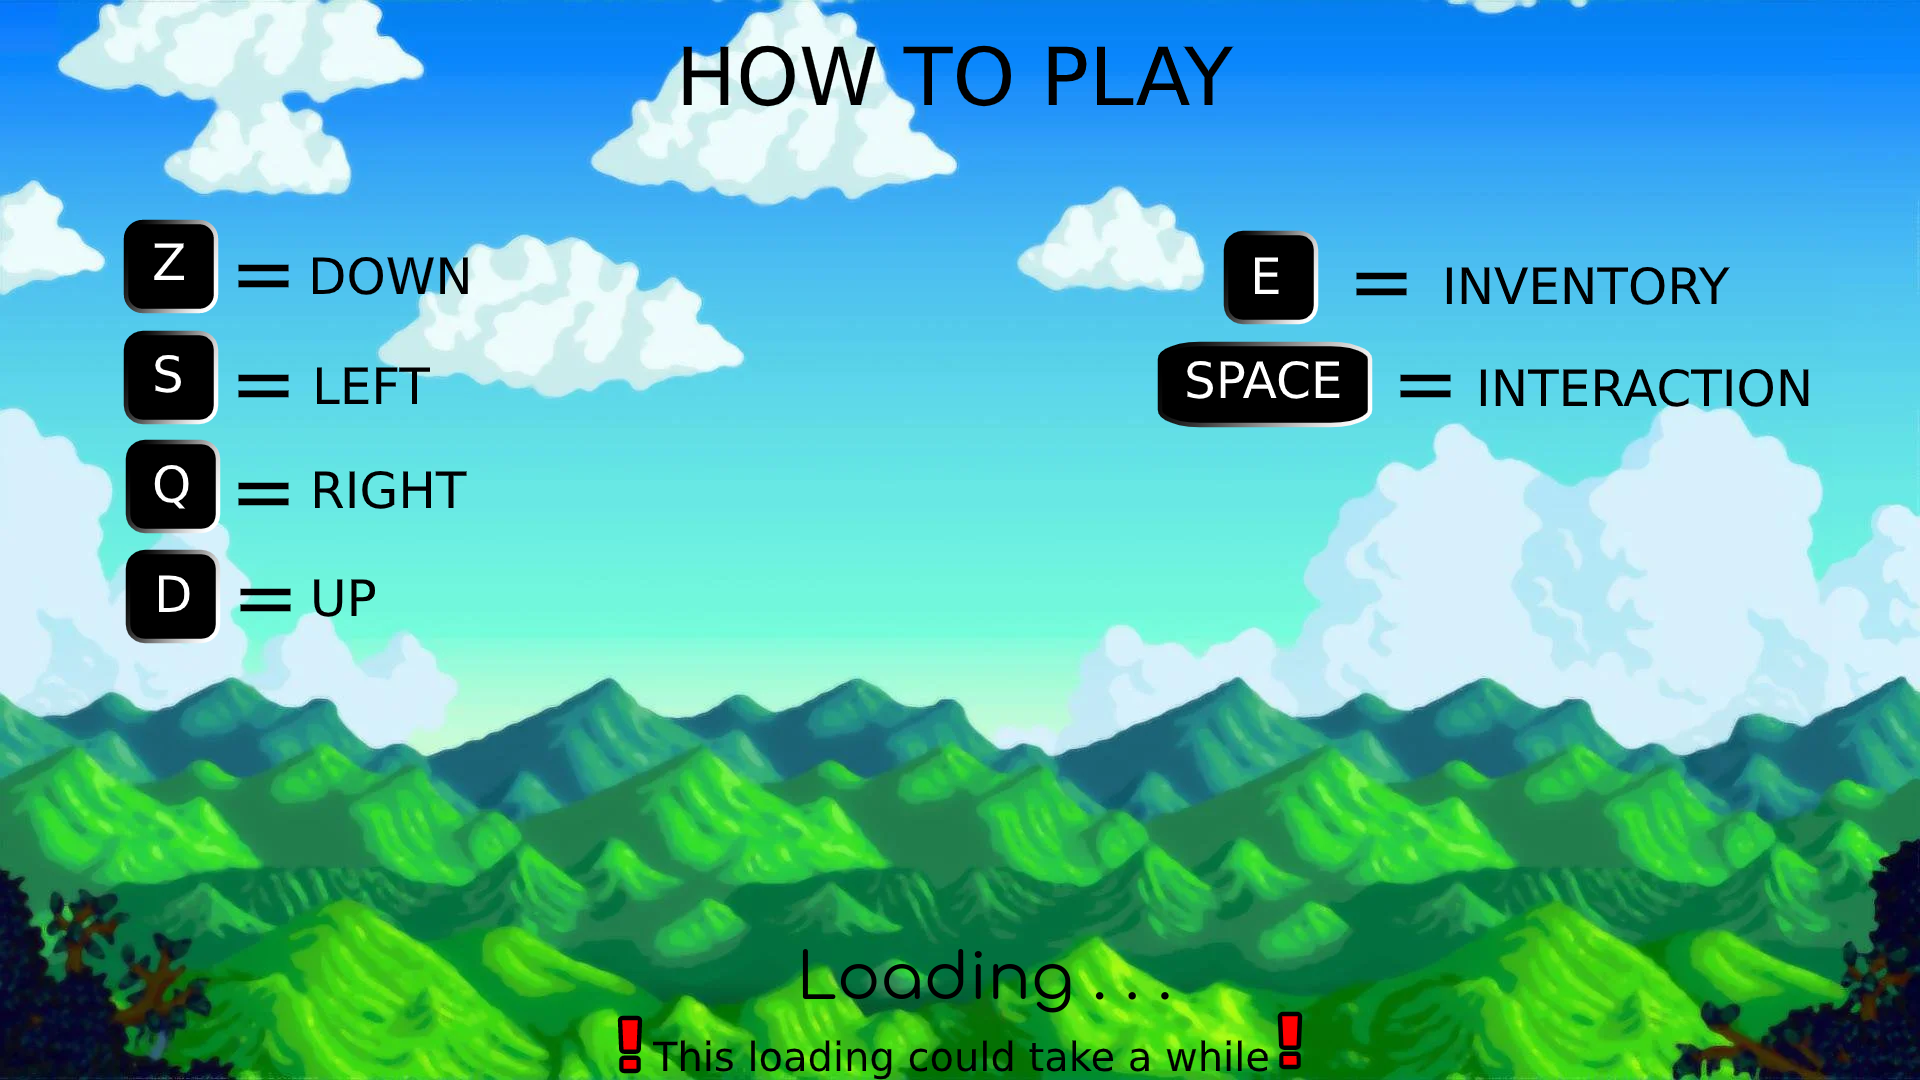 HOW TO PLAY
Z = DOWN
S = LEFT
Q = RIGHT
D = UP
E = INVENTORY
SPACE = INTERACTION
Loading . . .
! This loading could take a while !